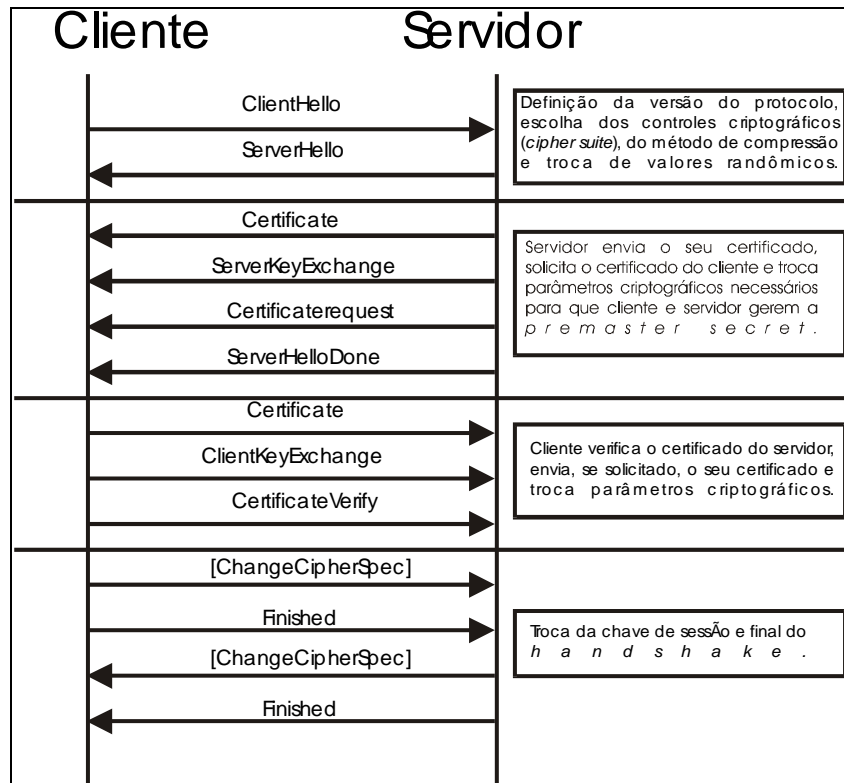 Cliente Servidor
ClientHello
ServerHello
Definição da versão do protocolo,
escolha dos controles criptográficos
(cipher suite), do método de compressão
e troca de valores randômicos.
Certificate
ServerKeyExchange
Certificaterequest
ServerHelloDone
Servidor envia o seu certificado,
solicita o certificado do cliente e troca
parâmetros criptográficos necessários
para que cliente e servidor gerem a
premaster secret.
Certificate
ClientKeyExchange
CertificateVerify
Cliente verifica o certificado do servidor,
envia, se solicitado, o seu certificado e
troca parâmetros criptográficos.
[ChangeCipherSpec]
Finished
[ChangeCipherSpec]
Finished
Troca da chave de sessÃo e final do
handshake.